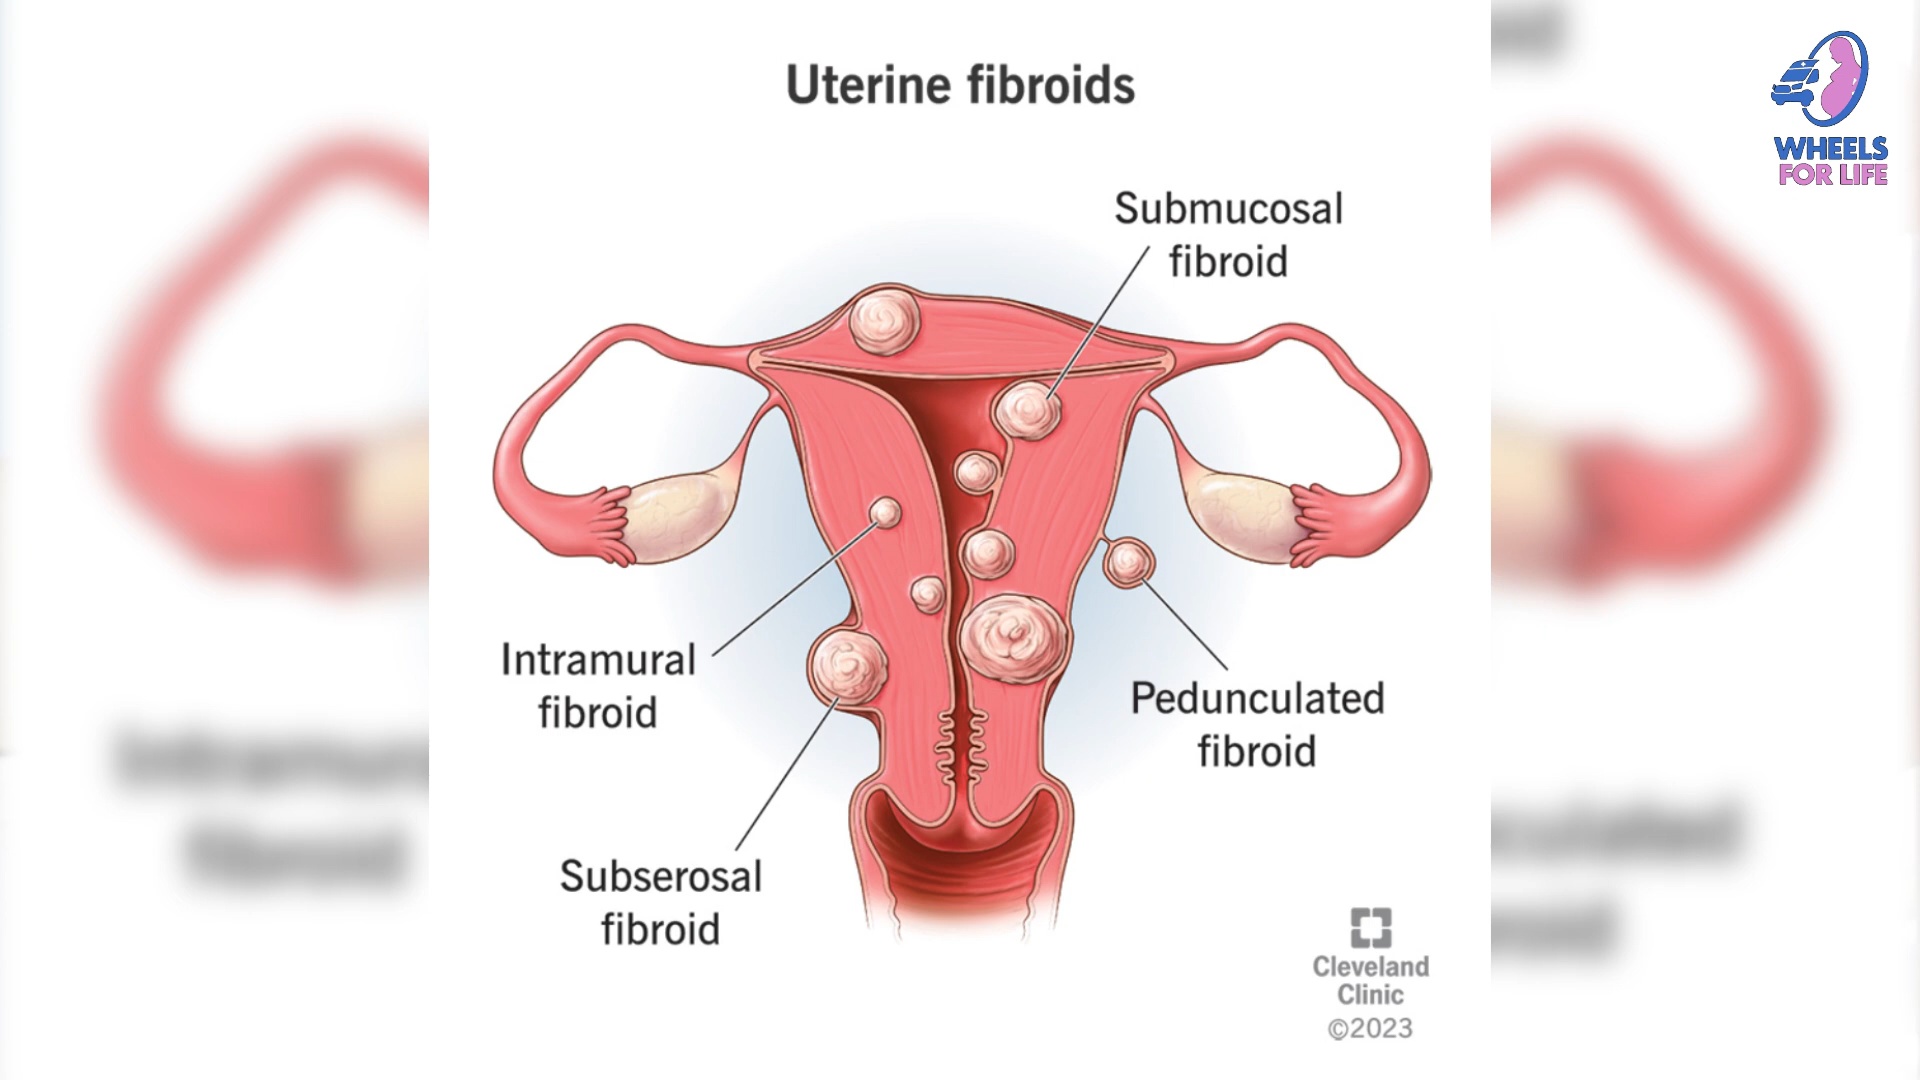 Uterine fibroids
WHEELS
FOR LIFE
Submucosal
fibroid
Intramural
fibroid
Pedunculated
fibroid
Subserosal
fibroid
Cleveland
Clinic
©2023